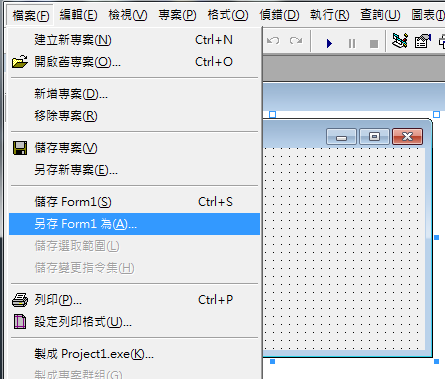 檔案(F) 編輯(E) 檢視(V) 專案(P) 格式(O) 偵錯(D) 執行(R) 查詢(U) 圖表(I
建立新專案(N) Ctrl+N
開啟舊專案(O)... Ctrl+O
新增專案(D)...
移除專案(R)
儲存專案(V)
另存新專案(E)...
儲存 Form1(S) Ctrl+S
另存 Form1 為(A)...
儲存選取範圍(L)
儲存變更指令集(H)
列印(P)... Ctrl+P
設定列印格式(U)...
製成 Project1.exe(K)...
製成專案群組(G)